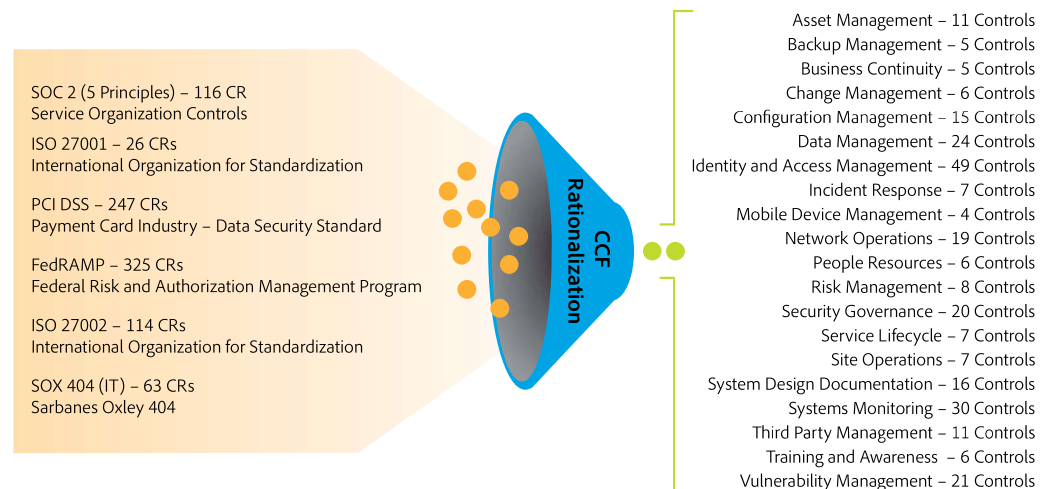 SOC 2 (5 Principles) – 116 CR
Service Organization Controls
ISO 27001 – 26 CRs
International Organization for Standardization
PCI DSS – 247 CRs
Payment Card Industry – Data Security Standard
FedRAMP – 325 CRs
Federal Risk and Authorization Management Program
ISO 27002 – 114 CRs
International Organization for Standardization
SOX 404 (IT) – 63 CRs
Sarbanes Oxley 404
CCF
Rationalization
Asset Management – 11 Controls
Backup Management – 5 Controls
Business Continuity – 5 Controls
Change Management – 6 Controls
Configuration Management – 15 Controls
Data Management – 24 Controls
Identity and Access Management – 49 Controls
Incident Response – 7 Controls
Mobile Device Management – 4 Controls
Network Operations – 19 Controls
People Resources – 6 Controls
Risk Management – 8 Controls
Security Governance – 20 Controls
Service Lifecycle – 7 Controls
Site Operations – 7 Controls
System Design Documentation – 16 Controls
Systems Monitoring – 30 Controls
Third Party Management – 11 Controls
Training and Awareness – 6 Controls
Vulnerability Management – 21 Controls